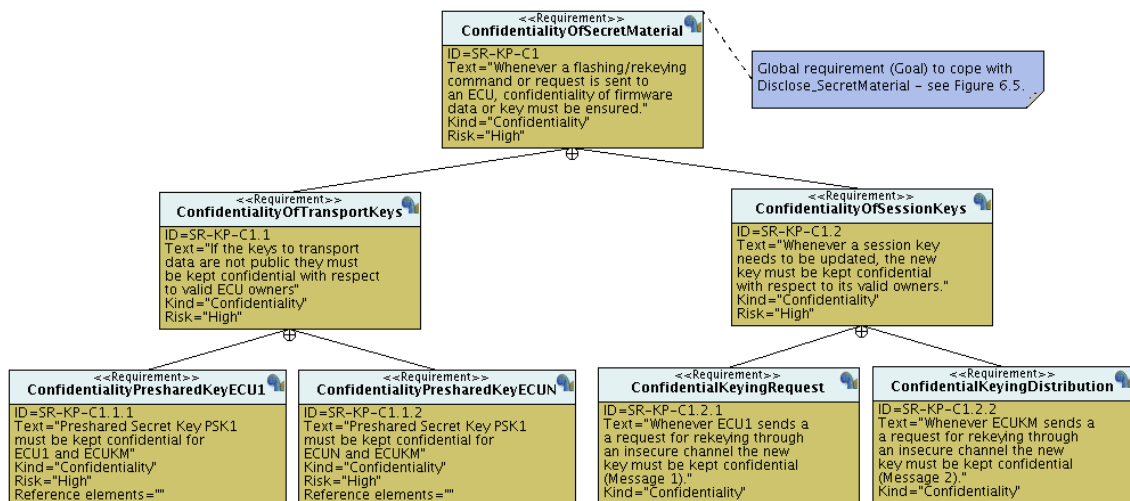 <<Requirement>>
ConfidentialityOfSecretMaterial
ID=SR-KP-C1
Text="Whenever a flashing/rekeying
command or request is sent to
an ECU, confidentiality of firmware
data or key must be ensured."
Kind="Confidentiality"
Risk="High"
Global requirement (Goal) to cope with
Disclose_SecretMaterial - see Figure 6.5.
<<Requirement>>
ConfidentialityOfTransportKeys
ID=SR-KP-C1.1
Text="If the keys to transport
data are not public they must
be kept confidential with respect
to valid ECU owners"
Kind="Confidentiality"
Risk="High"
<<Requirement>>
ConfidentialityOfSessionKeys
ID=SR-KP-C1.2
Text="Whenever a session key
needs to be updated, the new
key must be kept confidential
with respect to its valid owners."
Kind="Confidentiality"
Risk="High"
<<Requirement>>
ConfidentialityPresharedKeyECU1
ID=SR-KP-C1.1.1
Text="Preshared Secret Key PSK1
must be kept confidential for
ECU1 and ECUKM"
Kind="Confidentiality"
Risk="High"
Reference elements=""
<<Requirement>>
ConfidentialityPresharedKeyECUN
ID=SR-KP-C1.1.2
Text="Preshared Secret Key PSK1
must be kept confidential for
ECUN and ECUKM"
Kind="Confidentiality"
Risk="High"
Reference elements=""
<<Requirement>>
ConfidentialKeyingRequest
ID=SR-KP-C1.2.1
Text="Whenever ECU1 sends a
a request for rekeying through
an insecure channel the new
key must be kept confidential
(Message 1)."
Kind="Confidentiality"
<<Requirement>>
ConfidentialKeyingDistribution
ID=SR-KP-C1.2.2
Text="Whenever ECUKM sends a
a request for rekeying through
an insecure channel the new
key must be kept confidential
(Message 2)."
Kind="Confidentiality"